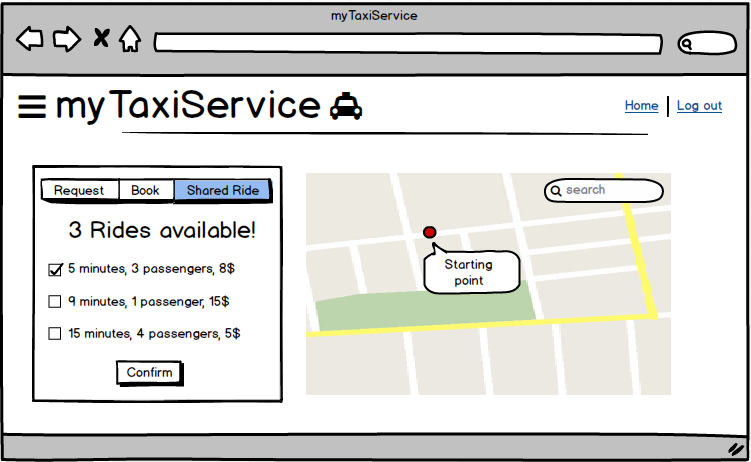 myTaxiService
myTaxiService
Home | Log out
Request Book Shared Ride
3 Rides available!
5 minutes, 3 passengers, 8$
9 minutes, 1 passenger, 15$
15 minutes, 4 passengers, 5$
Confirm
search
Starting
point